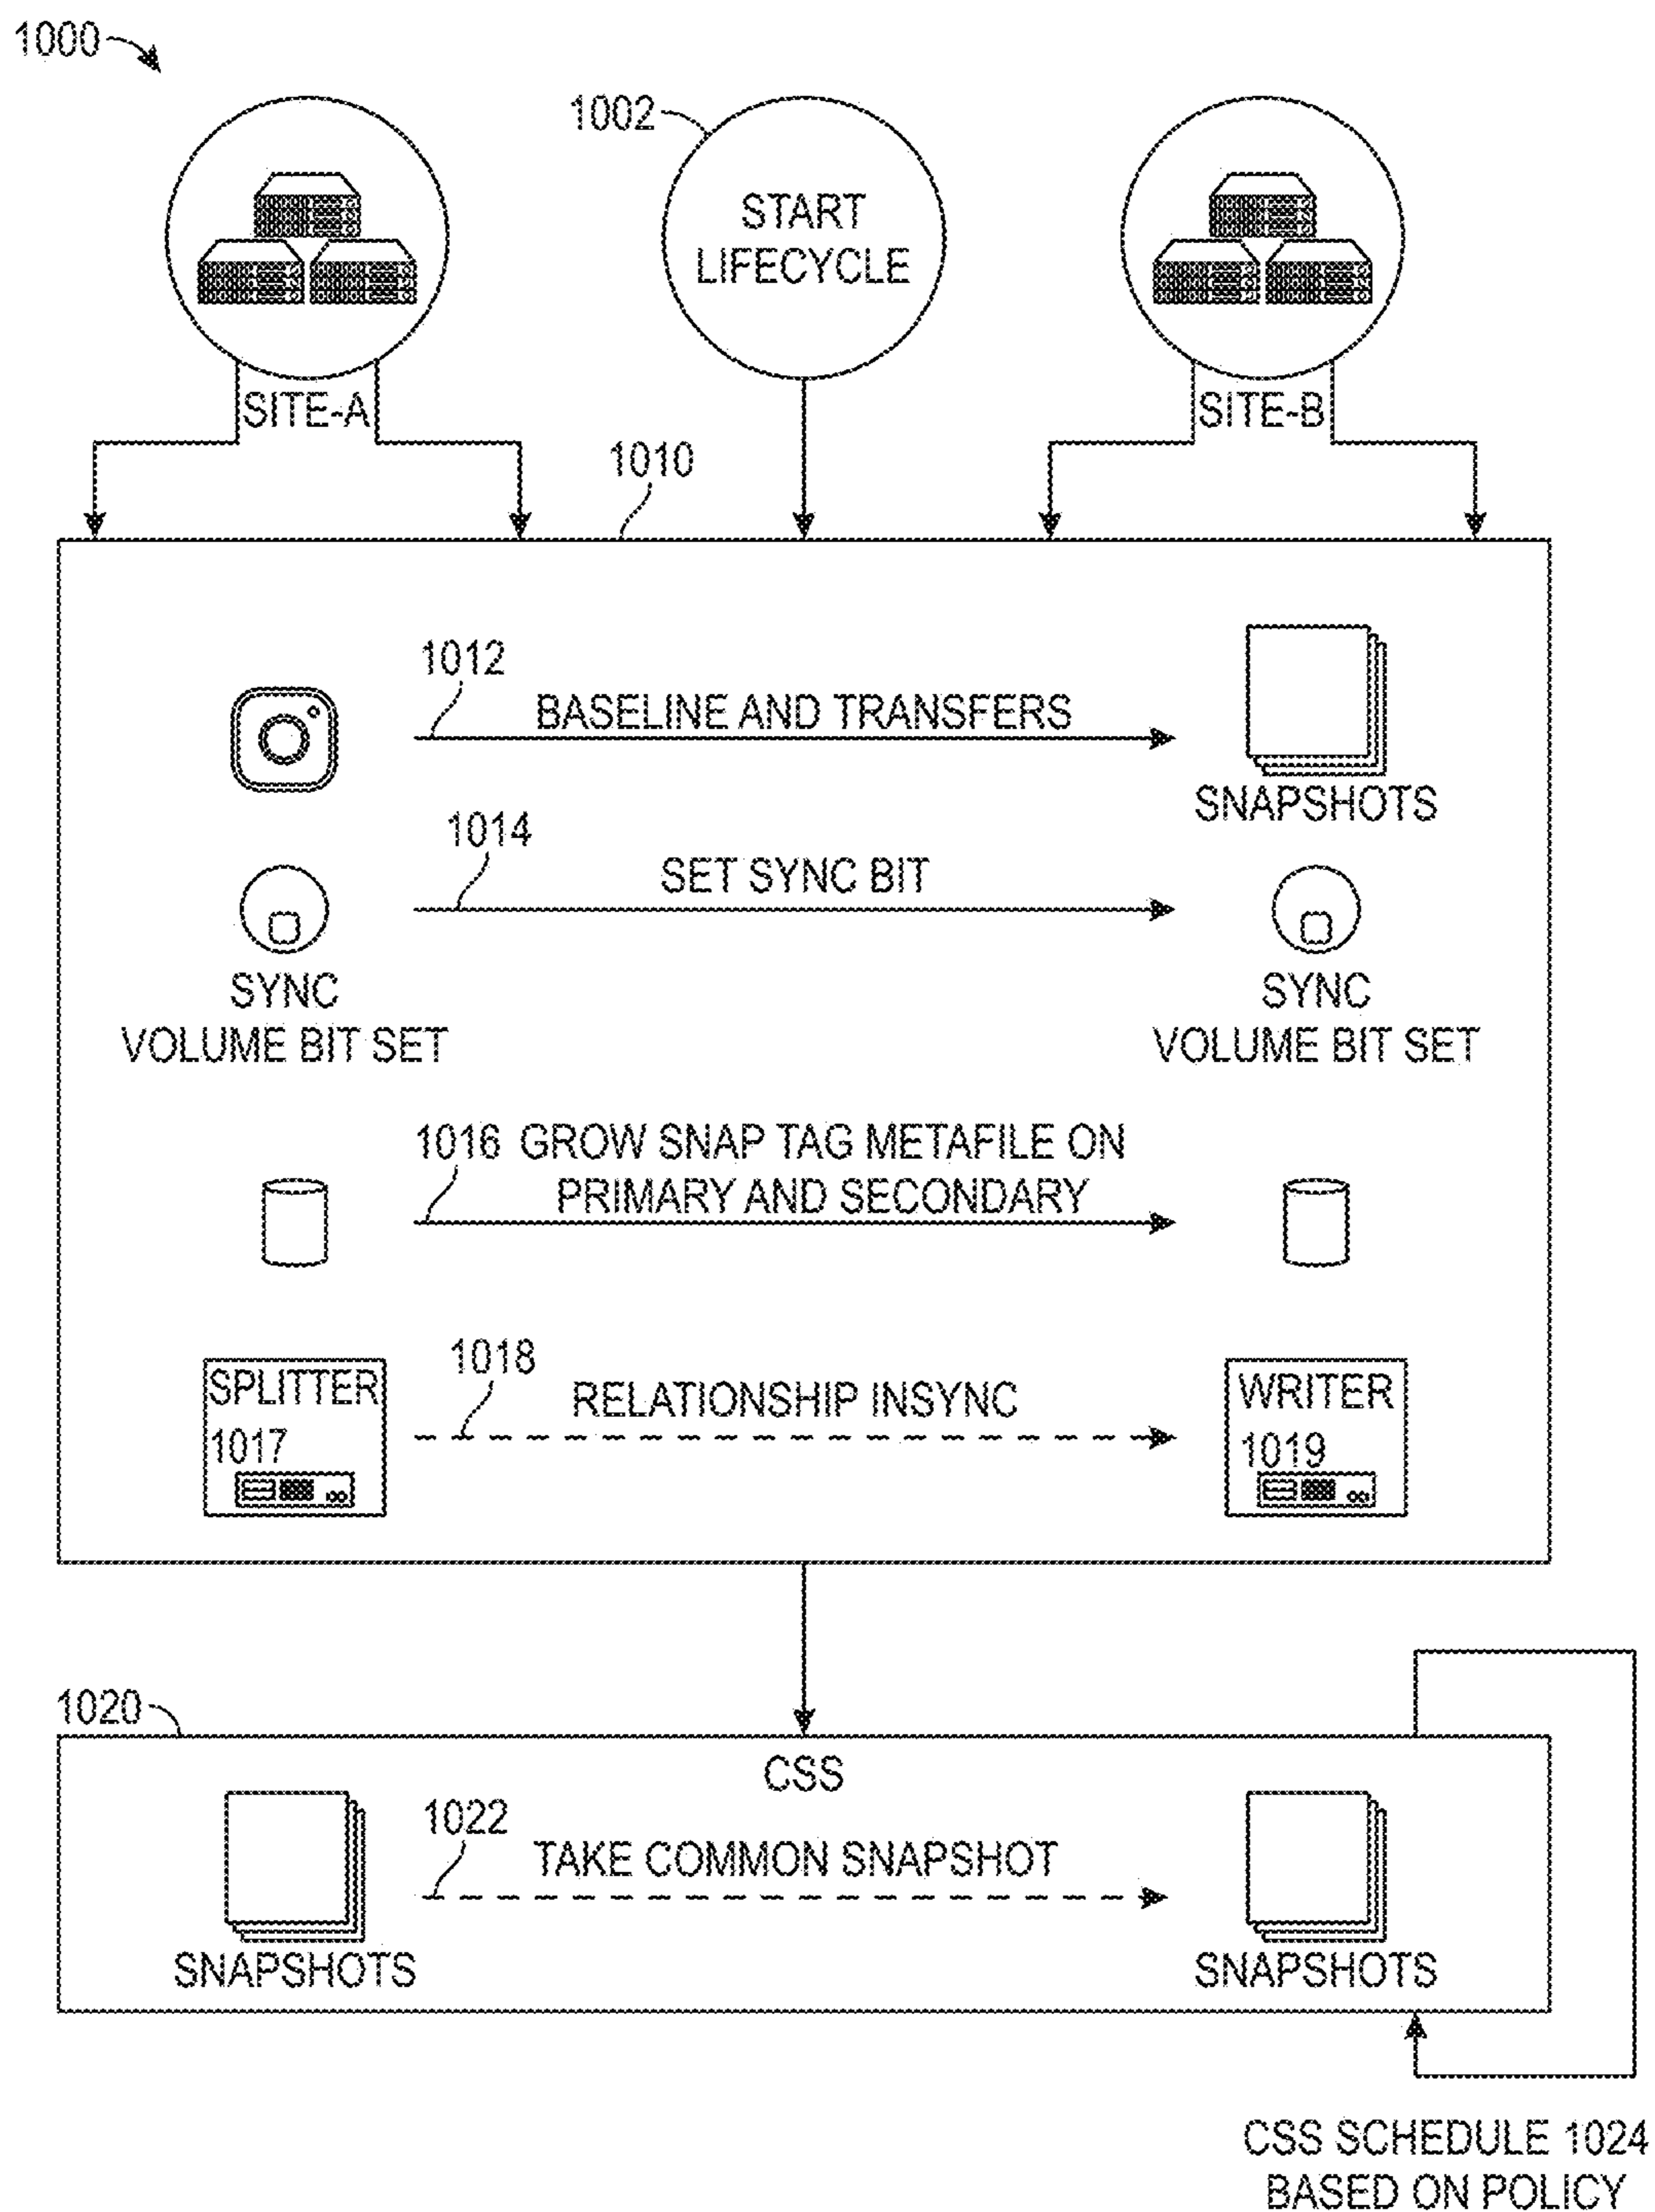 1000
1002
START
LIFECYCLE
SITE-A
SITE-B
1010
1012
BASELINE AND TRANSFERS
SNAPSHOTS
1014
SET SYNC BIT
SYNC
VOLUME BIT SET
SYNC
VOLUME BIT SET
1016 GROW SNAP TAG METAFILE ON
PRIMARY AND SECONDARY
SPLITTER
1017
1018
RELATIONSHIP INSYNC
WRITER
1019
1020
CSS
1022
TAKE COMMON SNAPSHOT
SNAPSHOTS
SNAPSHOTS
CSS SCHEDULE 1024
BASED ON POLICY